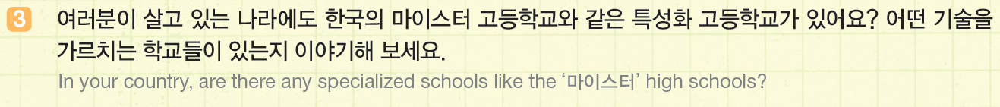 3 여러분이 살고 있는 나라에도 한국의 마이스터 고등학교와 같은 특성화 고등학교가 있어요? 어떤 기술을
가르치는 학교들이 있는지 이야기해 보세요.
In your country, are there any specialized schools like the ‘마이스터’ high schools?